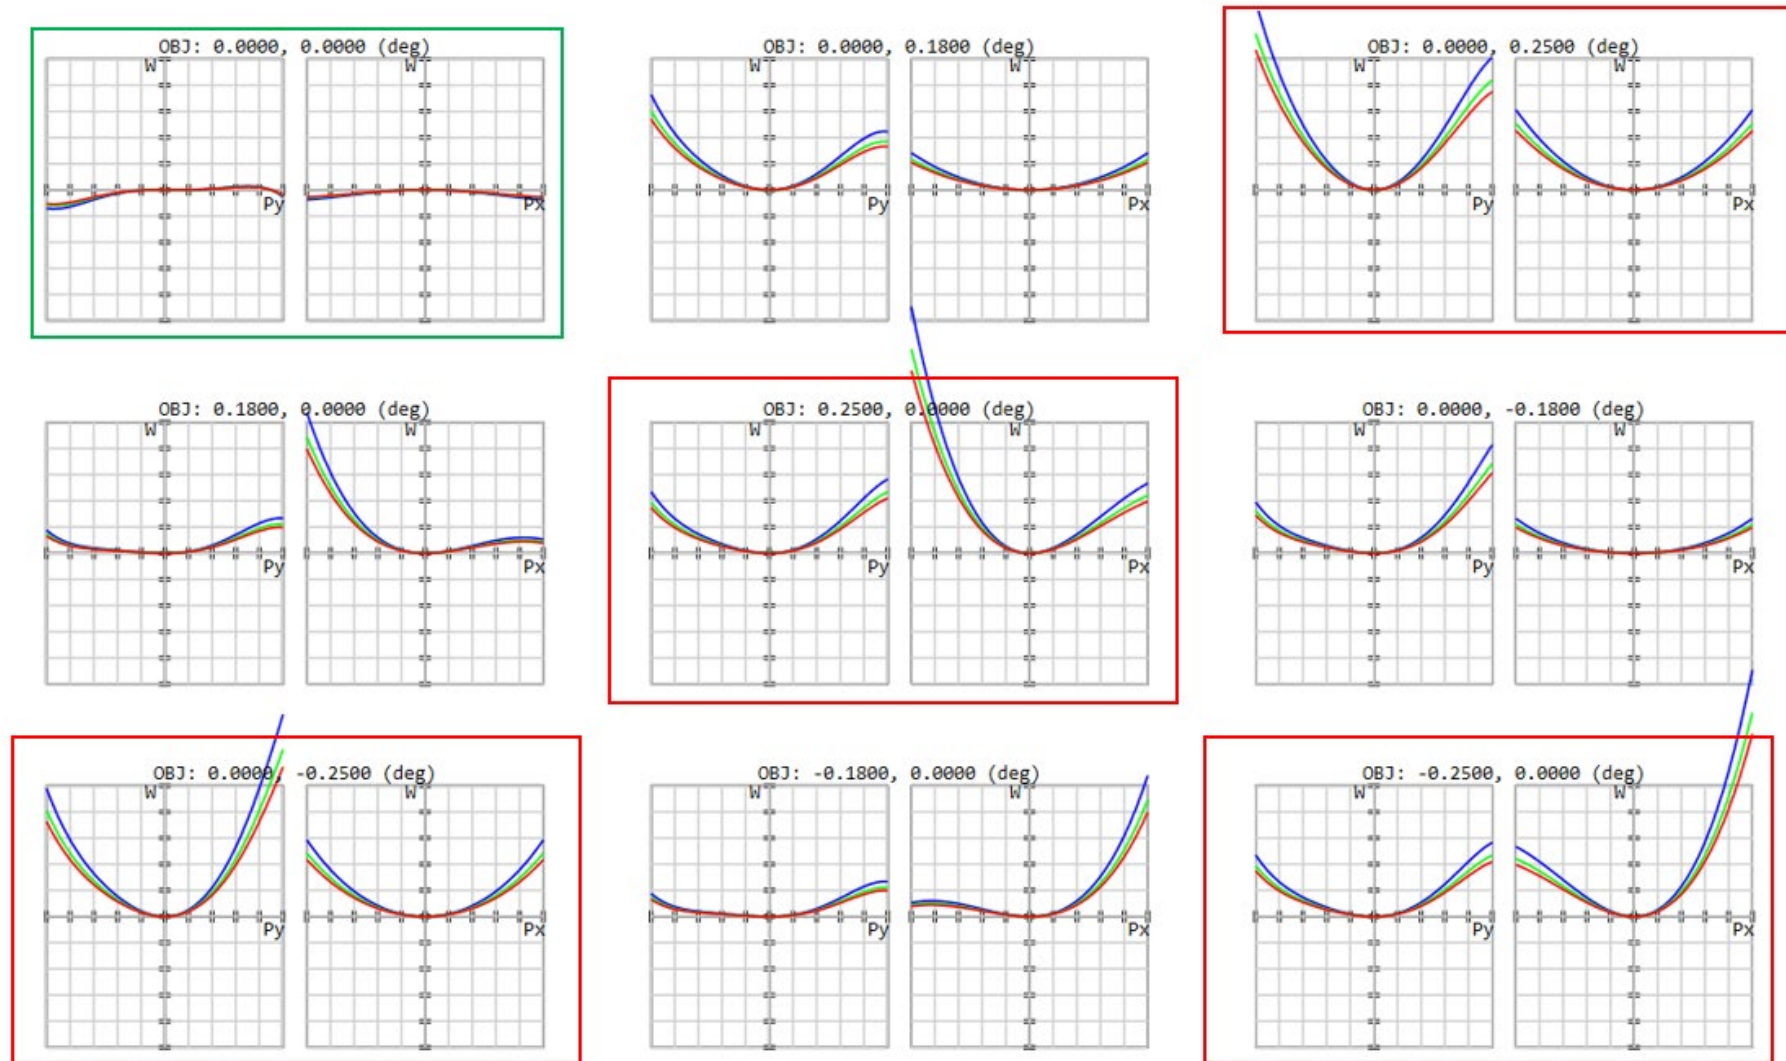 OBJ: 0.0000, 0.0000 (deg)
W W
Py Px
OBJ: 0.0000, 0.1800 (deg)
W W
Py Px
OBJ: 0.0000, 0.2500 (deg)
W W
Py Px
OBJ: 0.1800, 0.0000 (deg)
W W
Py Px
OBJ: 0.2500, 0.0000 (deg)
W W
Py Px
OBJ: 0.0000, -0.1800 (deg)
W W
Py Px
OBJ: 0.0000, -0.2500 (deg)
W W
Py Px
OBJ: -0.1800, 0.0000 (deg)
W W
Py Px
OBJ: -0.2500, 0.0000 (deg)
W W
Py Px